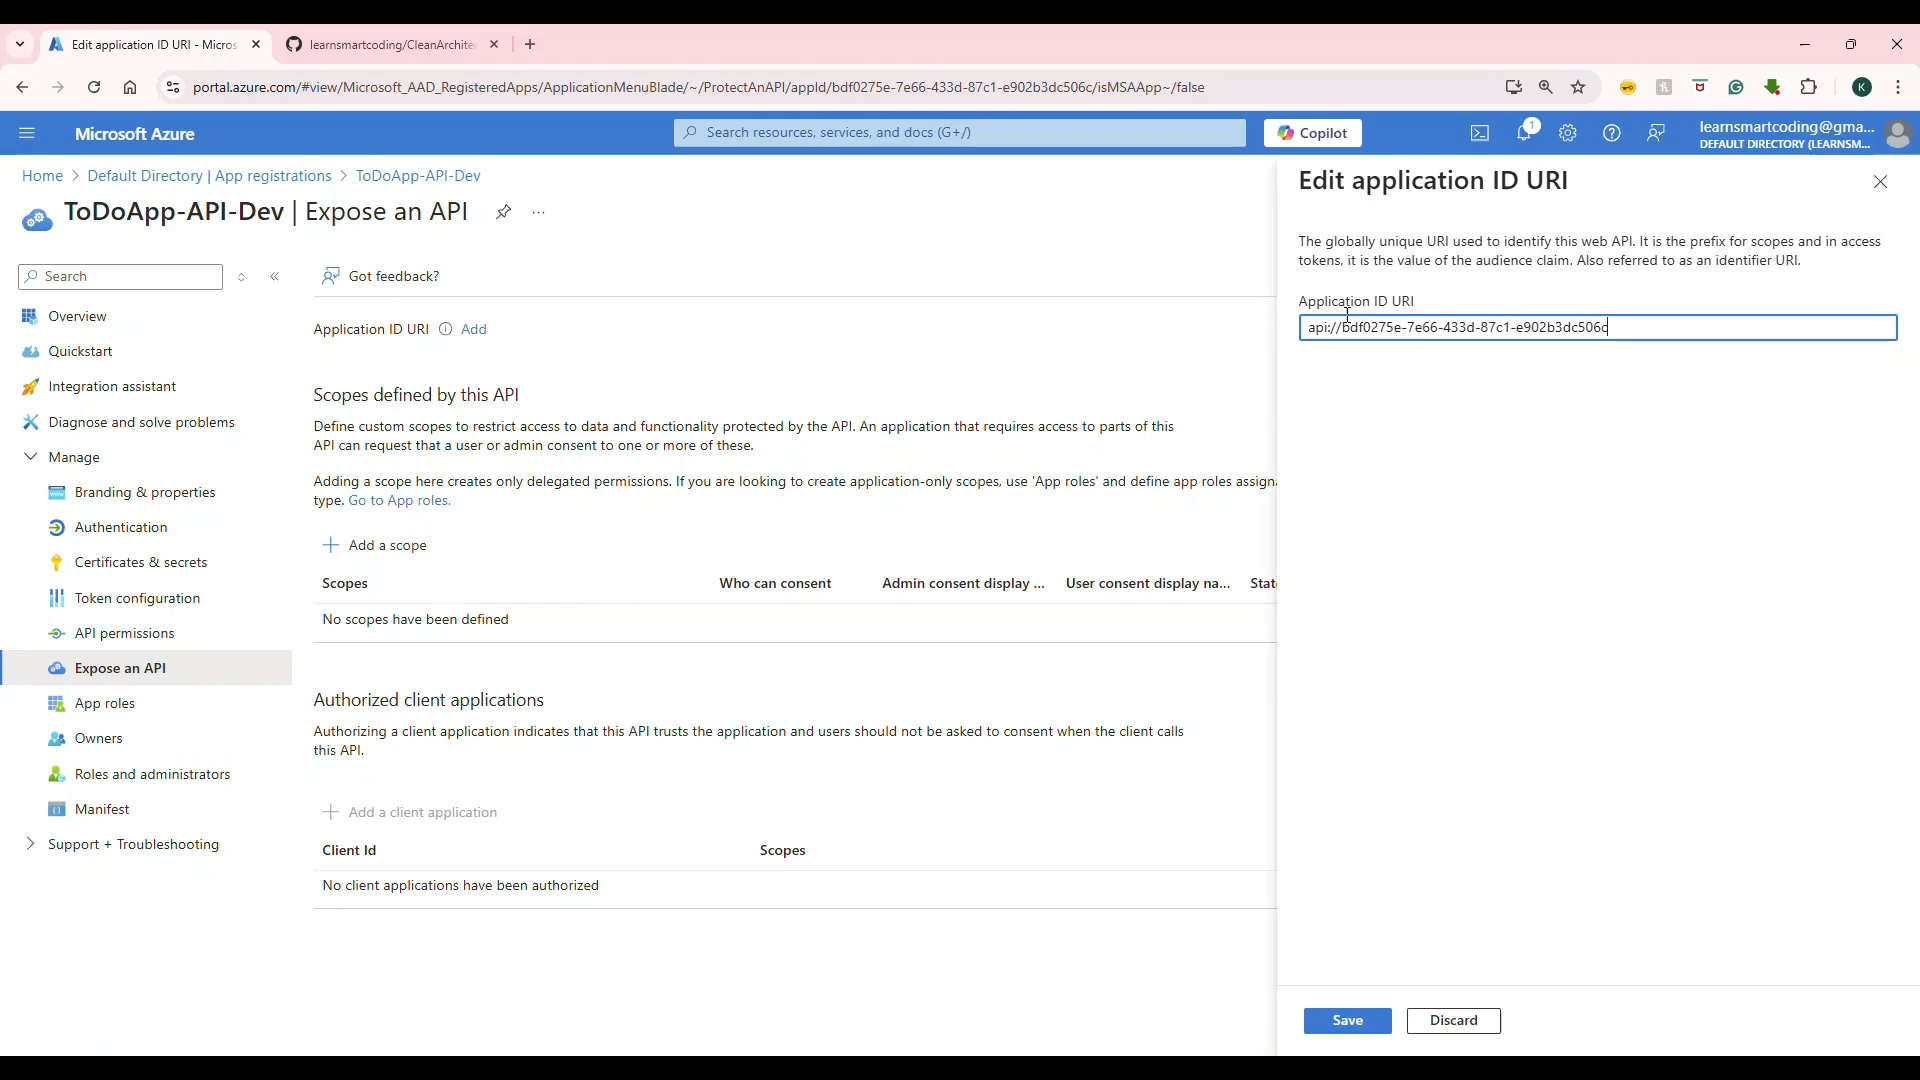 Edit application ID URI - Micros
learnsmartcoding/CleanArchite
portal.azure.com/#view/Microsoft_AAD_RegisteredApps/ApplicationMenuBlade/~/ProtectAnAPI/appId/bdf0275e-7e66-433d-87c1-e902b3dc506c/isMSAApp~/false
K
Microsoft Azure
Search resources, services, and docs (G+/)
Copilot
1
learnsmartcoding@gma...
DEFAULT DIRECTORY (LEARNSM...
Home > Default Directory | App registrations > ToDoApp-API-Dev
ToDoApp-API-Dev | Expose an API
Search
Overview
Quickstart
Integration assistant
Diagnose and solve problems
Manage
Branding & properties
Authentication
Certificates & secrets
Token configuration
API permissions
Expose an API
App roles
Owners
Roles and administrators
Manifest
Support + Troubleshooting
Got feedback?
Application ID URI Add
Scopes defined by this API
Define custom scopes to restrict access to data and functionality protected by the API. An application that requires access to parts of this
API can request that a user or admin consent to one or more of these.
Adding a scope here creates only delegated permissions. If you are looking to create application-only scopes, use 'App roles' and define app roles assigna
type. Go to App roles.
Add a scope
Scopes Who can consent Admin consent display ... User consent display na... State
No scopes have been defined
Authorized client applications
Authorizing a client application indicates that this API trusts the application and users should not be asked to consent when the client calls
this API.
Add a client application
Client Id Scopes
No client applications have been authorized
Edit application ID URI
The globally unique URI used to identify this web API. It is the prefix for scopes and in access
tokens, it is the value of the audience claim. Also referred to as an identifier URI.
Application ID URI
api://bdf0275e-7e66-433d-87c1-e902b3dc506c
Save
Discard